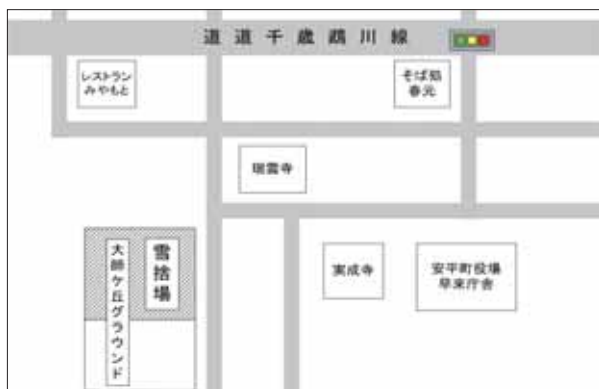 道道千歳鵡川線
レストラン
みやもと
そば処
春元
瑞雲寺
雪捨場
大師ケ丘グラウンド
実成寺
安平町役場
早来庁舎